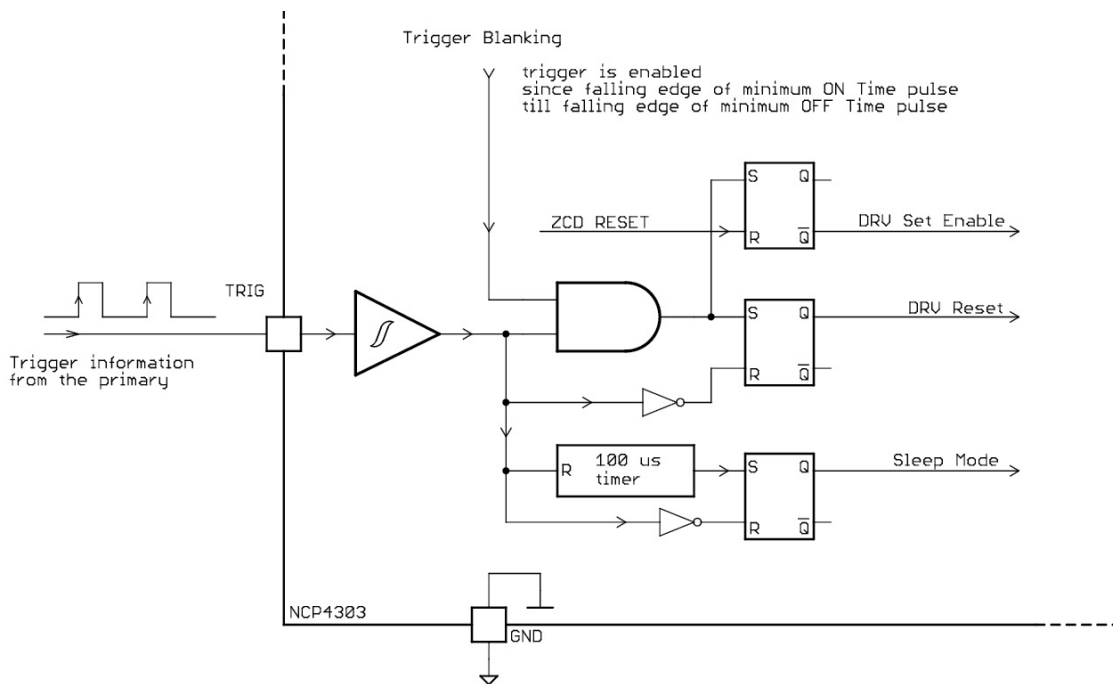 Trigger Blanking
trigger is enabled
since falling edge of minimum ON Time pulse
till falling edge of minimum OFF Time pulse
S Q
ZCD RESET
R Q̅
DRV Set Enable
TRIG
S Q
DRV Reset
Trigger information
from the primary
R Q̅
R 100 us
timer
S Q
Sleep Mode
R Q̅
NCP4303
GND